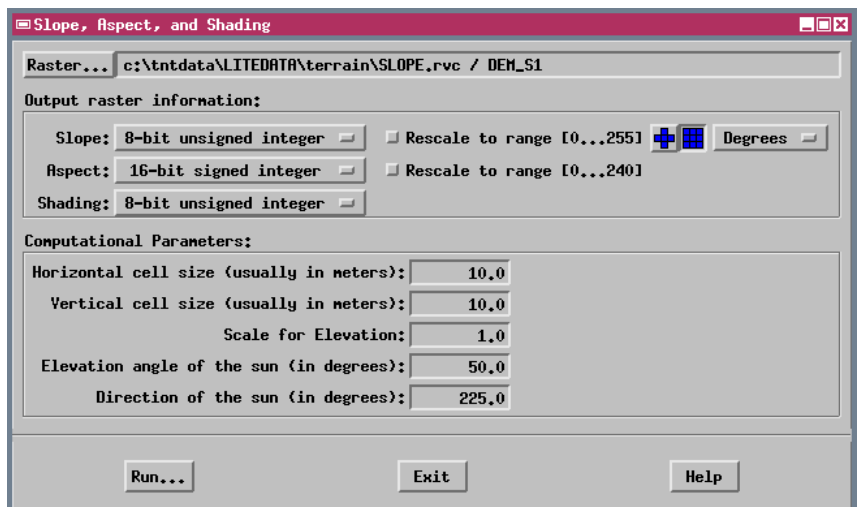 Slope, Aspect, and Shading
Raster... c:\tntdata\LITEDATA\terrain\SLOPE.rvc / DEM_S1
Output raster information:
Slope: 8-bit unsigned integer Rescale to range [0...255] Degrees
Aspect: 16-bit signed integer Rescale to range [0...240]
Shading: 8-bit unsigned integer
Computational Parameters:
Horizontal cell size (usually in meters): 10.0
Vertical cell size (usually in meters): 10.0
Scale for Elevation: 1.0
Elevation angle of the sun (in degrees): 50.0
Direction of the sun (in degrees): 225.0
Run... Exit Help